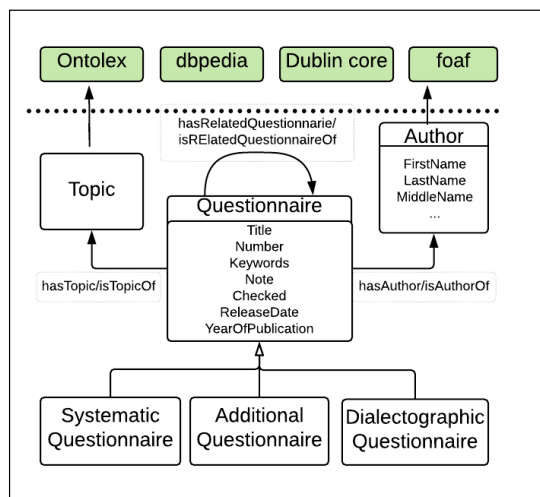 Ontolex
dbpedia
Dublin core
foaf
hasRelatedQuestionnarie/
isRElatedQuestionnaireOf
Author
FirstName
LastName
MiddleName
...
Topic
Questionnaire
Title
Number
Keywords
Note
Checked
ReleaseDate
YearOfPublication
hasTopic/isTopicOf
hasAuthor/isAuthorOf
Systematic
Questionnaire
Additional
Questionnaire
Dialectographic
Questionnaire